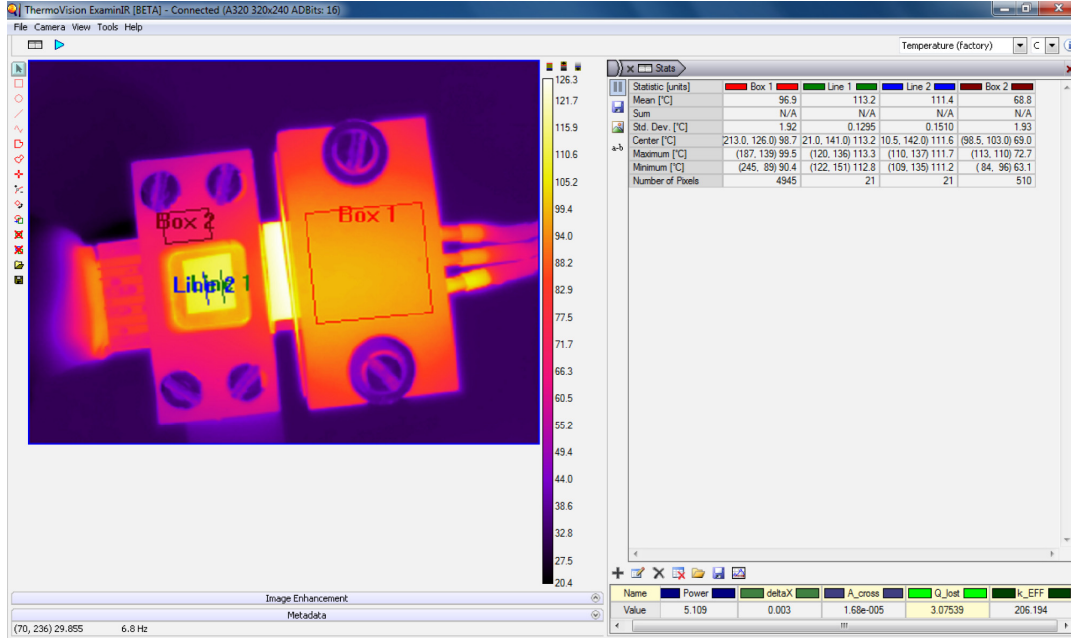 ThermoVision ExaminIR [BETA] - Connected (A320 320x240 ADBits: 16)
File Camera View Tools Help
Temperature (factory) C
Stats
126.3
121.7
115.9
110.6
105.2
99.4
94.0
88.2
82.9
77.5
71.7
66.3
60.5
55.2
49.4
44.0
38.6
32.8
27.5
20.4
Box 1
Box 2
Line 2
1
Statistic [units] Box 1 Line 1 Line 2 Box 2
Mean [°C] 96.9 113.2 111.4 68.8
Sum N/A N/A N/A N/A
Std. Dev. [°C] 1.92 0.1295 0.1510 1.93
Center [°C] 213.0, 126.0) 98.7 21.0, 141.0) 113.2 10.5, 142.0) 111.6 (98.5, 103.0) 69.0
Maximum [°C] (187, 139) 99.5 (120, 136) 113.3 (110, 137) 111.7 (113, 110) 72.7
Minimum [°C] (245, 89) 90.4 (122, 151) 112.8 (109, 135) 111.2 (84, 96) 63.1
Number of Pixels 4945 21 21 510
a-b
Image Enhancement
Metadata
Name Power deltaX A_cross Q_lost k_EFF
Value 5.109 0.003 1.68e-005 3.07539 206.194
(70, 236) 29.855 6.8 Hz